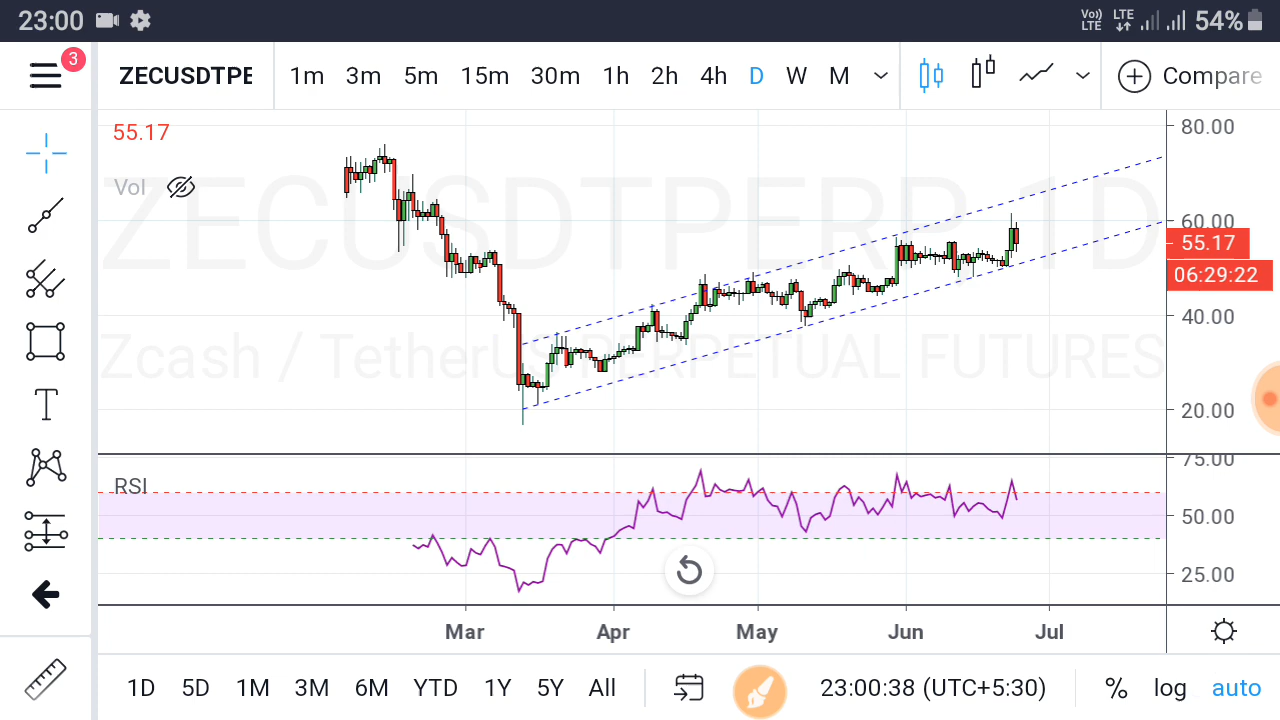 23:00 Vo)) LTE LTE 54%
3
ZECUSDTPE 1m 3m 5m 15m 30m 1h 2h 4h D W M Compare
55.17
Vol
ZECUSDTPERP 1D
Zcash / TetherUS PERPETUAL FUTURES
80.00
60.00
55.17
06:29:22
40.00
20.00
RSI
75.00
50.00
25.00
T
Mar Apr May Jun Jul
1D 5D 1M 3M 6M YTD 1Y 5Y All 23:00:38 (UTC+5:30) % log auto